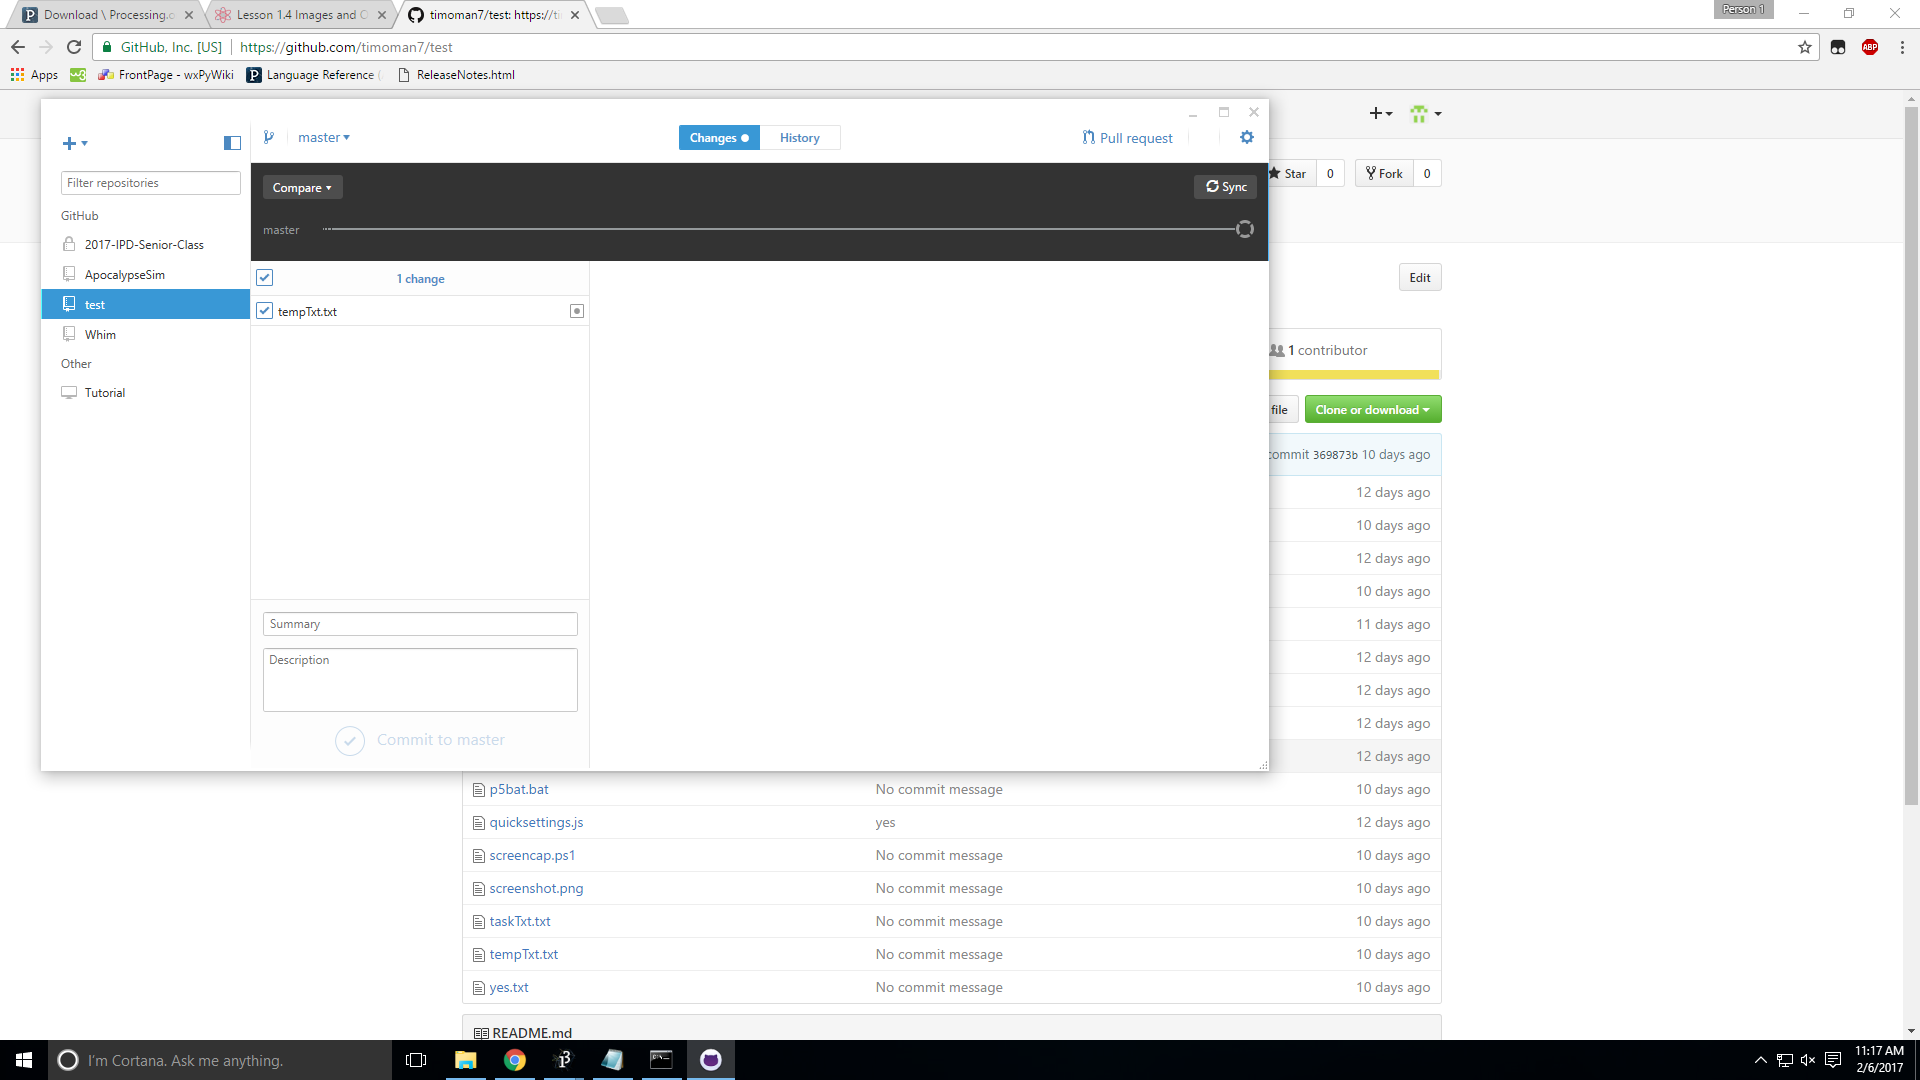 Download \ Processing.o
Lesson 1.4 Images and O
timoman7/test: https://ti
Person 1
GitHub, Inc. [US]
https://github.com/timoman7/test
ABP
Apps
FrontPage - wxPyWiki
Language Reference (
ReleaseNotes.html
master
Changes
History
Pull request
Filter repositories
Compare
Sync
Star 0
Fork 0
GitHub
master
2017-IPD-Senior-Class
ApocalypseSim
1 change
Edit
test
tempTxt.txt
Whim
1 contributor
Other
Tutorial
file
Clone or download
commit 369873b 10 days ago
12 days ago
10 days ago
12 days ago
10 days ago
11 days ago
12 days ago
12 days ago
12 days ago
12 days ago
Summary
Description
Commit to master
p5bat.bat No commit message 10 days ago
quicksettings.js yes 12 days ago
screencap.ps1 No commit message 10 days ago
screenshot.png No commit message 10 days ago
taskTxt.txt No commit message 10 days ago
tempTxt.txt No commit message 10 days ago
yes.txt No commit message 10 days ago
README.md
I'm Cortana. Ask me anything.
11:17 AM
2/6/2017